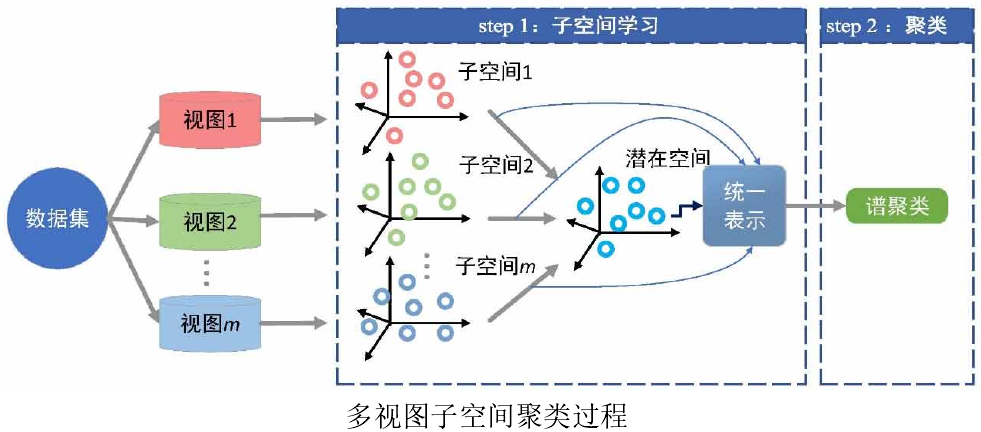 step 1：子空间学习
step 2 ：聚类
子空间1
视图1
子空间2
潜在空间
数据集
视图2
统一
表示
谱聚类
子空间m
视图m
多视图子空间聚类过程